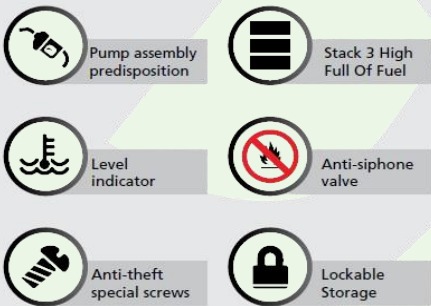 Pump assembly
predisposition
Stack 3 High
Full Of Fuel
Level
indicator
Anti-siphone
valve
Anti-theft
special screws
Lockable
Storage